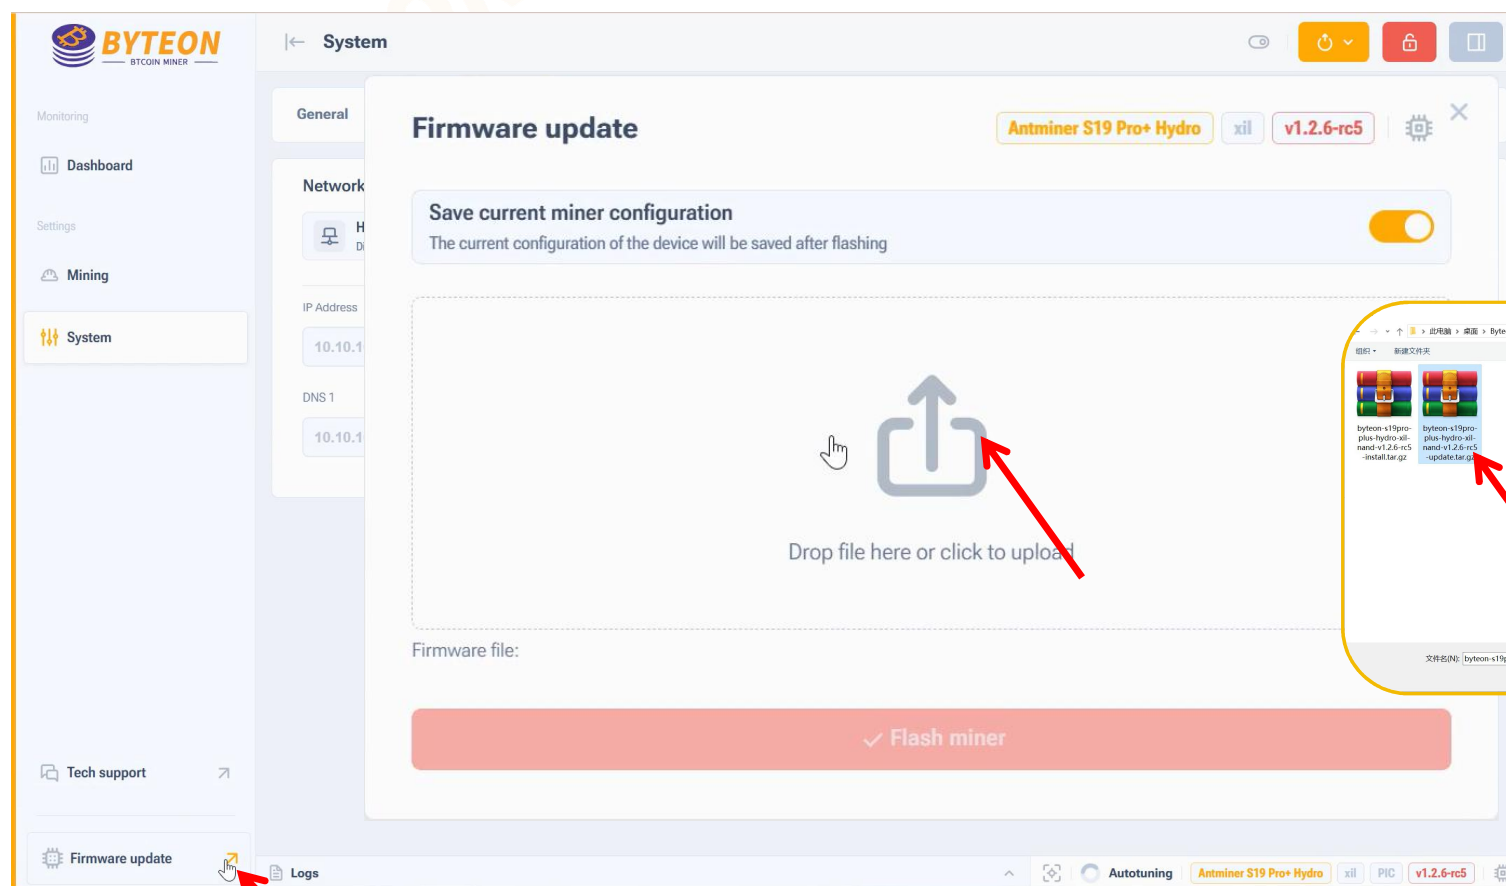 BYTEON
BTCOIN MINER
System
Monitoring
Dashboard
Settings
Mining
System
Tech support
Firmware update
General
Network
H
Di
IP Address
10.10.1
DNS 1
10.10.1
Firmware update
Antminer S19 Pro+ Hydro
xil
v1.2.6-rc5
Save current miner configuration
The current configuration of the device will be saved after flashing
Drop file here or click to upload
Firmware file:
Flash miner
此电脑 › 桌面 › Byte
组织
新建文件夹
byteon-s19pro-
plus-hydro-xil-
nand-v1.2.6-rc5
-install.tar.gz
byteon-s19pro-
plus-hydro-xil-
nand-v1.2.6-rc5
-update.tar.gz
文件名(N): byteon-s19p
Logs
Autotuning
Antminer S19 Pro+ Hydro
xil
PIC
v1.2.6-rc5